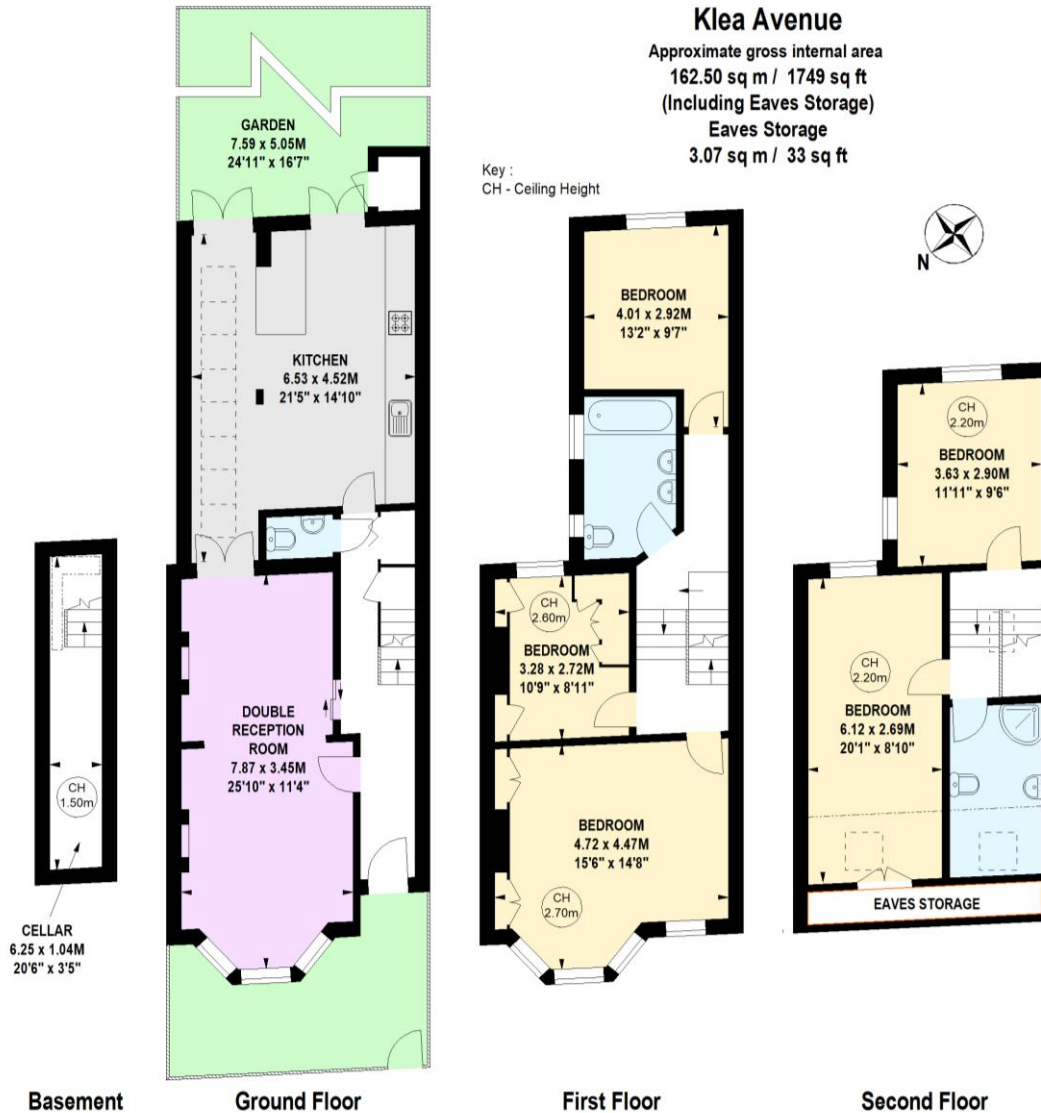 Klea Avenue
Approximate gross internal area
162.50 sq m / 1749 sq ft
(Including Eaves Storage)
Eaves Storage
3.07 sq m / 33 sq ft
Key :
CH - Ceiling Height
N
GARDEN
7.59 x 5.05M
24'11" x 16'7"
KITCHEN
6.53 x 4.52M
21'5" x 14'10"
DOUBLE
RECEPTION
ROOM
7.87 x 3.45M
25'10" x 11'4"
CH
1.50m
CELLAR
6.25 x 1.04M
20'6" x 3'5"
BEDROOM
4.01 x 2.92M
13'2" x 9'7"
CH
2.60m
BEDROOM
3.28 x 2.72M
10'9" x 8'11"
BEDROOM
4.72 x 4.47M
15'6" x 14'8"
CH
2.70m
CH
2.20m
BEDROOM
3.63 x 2.90M
11'11" x 9'6"
CH
2.20m
BEDROOM
6.12 x 2.69M
20'1" x 8'10"
EAVES STORAGE
Basement
Ground Floor
First Floor
Second Floor